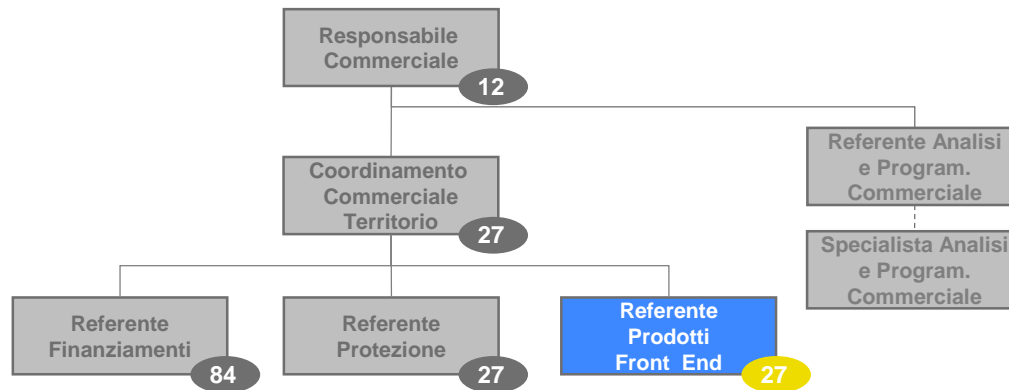 Responsabile
Commerciale
12
Referente Analisi
e Program.
Commerciale
Coordinamento
Commerciale
Territorio
27
Specialista Analisi
e Program.
Commerciale
Referente
Finanziamenti
84
Referente
Protezione
27
Referente
Prodotti
Front End
27